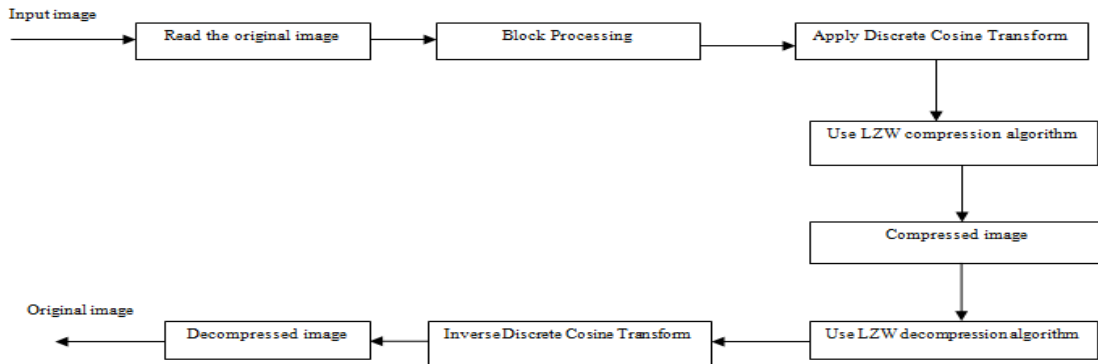 Input image
Read the original image
Block Processing
Apply Discrete Cosine Transform
Use LZW compression algorithm
Compressed image
Use LZW decompression algorithm
Inverse Discrete Cosine Transform
Decompressed image
Original image